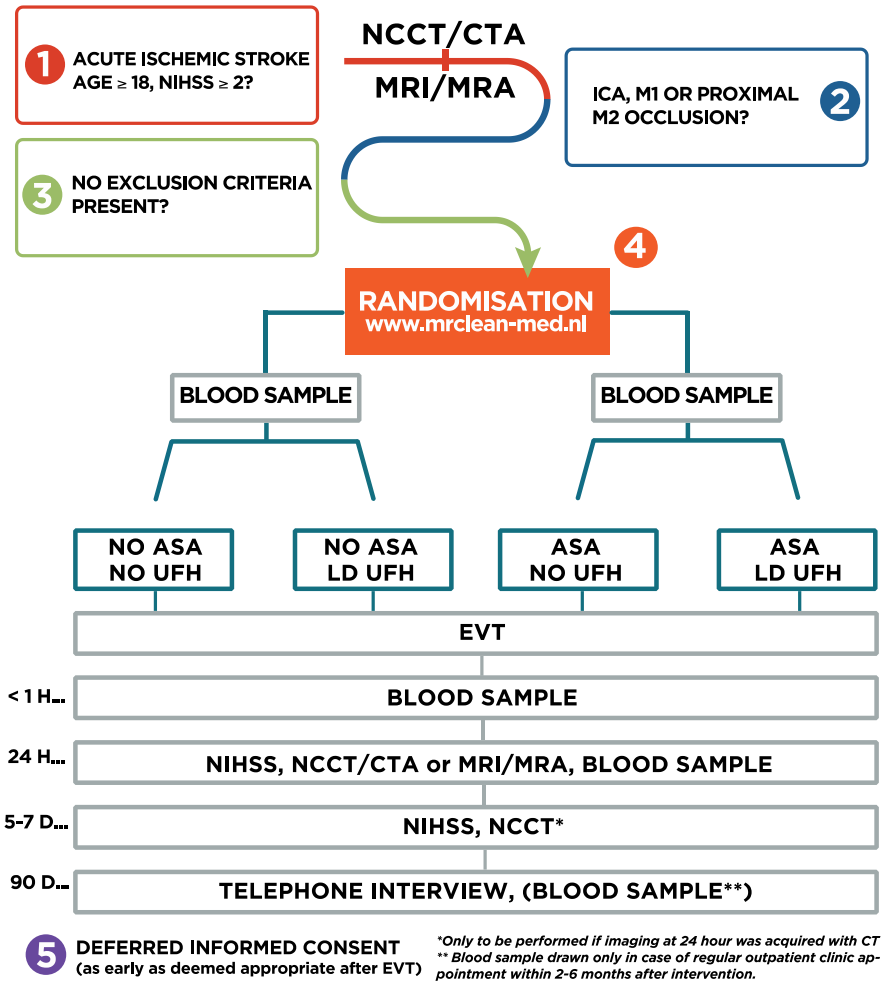 1
ACUTE ISCHEMIC STROKE
AGE ≥ 18, NIHSS ≥ 2?
NCCT/CTA
MRI/MRA
ICA, M1 OR PROXIMAL
M2 OCCLUSION?
2
3
NO EXCLUSION CRITERIA
PRESENT?
4
RANDOMISATION
www.mrclean-med.nl
BLOOD SAMPLE
BLOOD SAMPLE
NO ASA
NO UFH
NO ASA
LD UFH
ASA
NO UFH
ASA
LD UFH
EVT
< 1 H...
BLOOD SAMPLE
24 H...
NIHSS, NCCT/CTA or MRI/MRA, BLOOD SAMPLE
5-7 D...
NIHSS, NCCT*
90 D...
TELEPHONE INTERVIEW, (BLOOD SAMPLE**)
5
DEFERRED INFORMED CONSENT
(as early as deemed appropriate after EVT)
*Only to be performed if imaging at 24 hour was acquired with CT
** Blood sample drawn only in case of regular outpatient clinic ap-
pointment within 2-6 months after intervention.